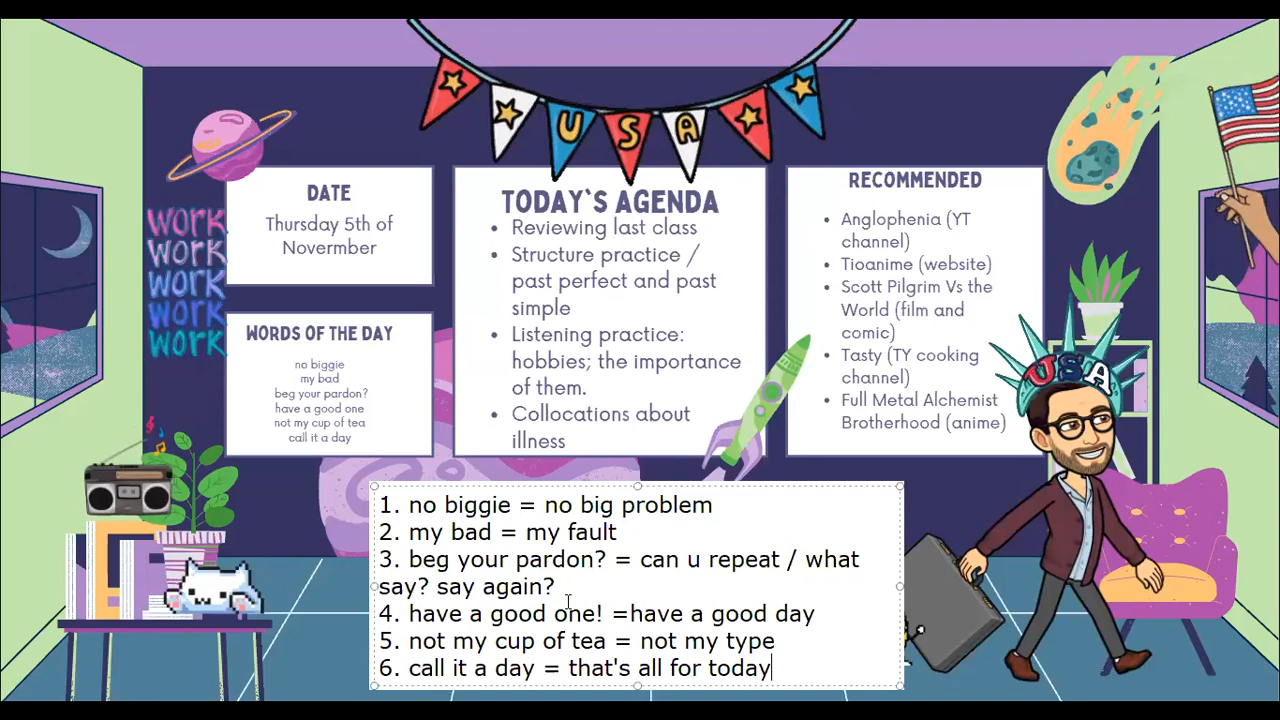 USA
WORK
WORK
WORK
WORK
WORK
DATE
Thursday 5th of
Novermber
WORDS OF THE DAY
no biggie
my bad
beg your pardon?
have a good one
not my cup of tea
call it a day
TODAY`S AGENDA
• Reviewing last class
• Structure practice /
past perfect and past
simple
• Listening practice:
hobbies; the importance
of them.
• Collocations about
illness
RECOMMENDED
• Anglophenia (YT
channel)
• Tioanime (website)
• Scott Pilgrim Vs the
World (film and
comic)
• Tasty (TY cooking
channel)
• Full Metal Alchemist
Brotherhood (anime)
USA
1. no biggie = no big problem
2. my bad = my fault
3. beg your pardon? = can u repeat / what
say? say again?
4. have a good one! =have a good day
5. not my cup of tea = not my type
6. call it a day = that's all for today